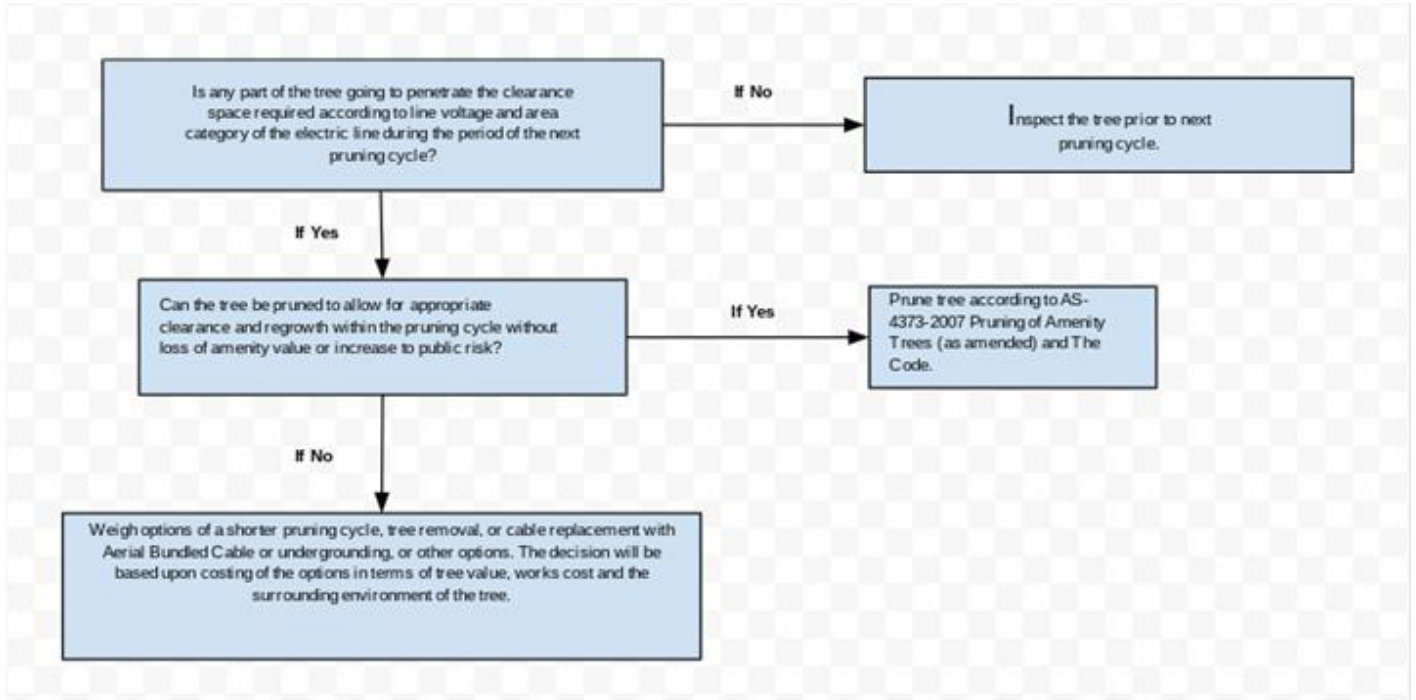 Is any part of the tree going to penetrate the clearance
space required according to line voltage and area
category of the electric line during the period of the next
pruning cycle?
If No
Inspect the tree prior to next
pruning cycle.
If Yes
Can the tree be pruned to allow for appropriate
clearance and regrowth within the pruning cycle without
loss of amenity value or increase to public risk?
If Yes
Prune tree according to AS-
4373-2007 Pruning of Amenity
Trees (as amended) and The
Code.
If No
Weigh options of a shorter pruning cycle, tree removal, or cable replacement with
Aerial Bundled Cable or undergrounding, or other options. The decision will be
based upon costing of the options in terms of tree value, works cost and the
surrounding environment of the tree.